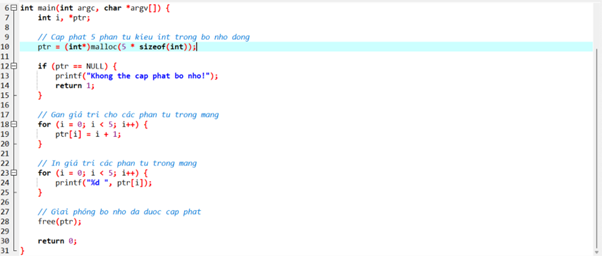 6 int main(int argc, char *argv[]) {
7 int i, *ptr;
8
9 // Cap phat 5 phan tu kieu int trong bo nho dong
10 ptr = (int*)malloc(5 * sizeof(int));
11
12 if (ptr == NULL) {
13 printf("Khong the cap phat bo nho!");
14 return 1;
15 }
16
17 // Gan giá tri cho các phan tu trong mang
18 for (i = 0; i < 5; i++) {
19 ptr[i] = i + 1;
20 }
21
22 // In giá tri các phan tu trong mang
23 for (i = 0; i < 5; i++) {
24 printf("%d ", ptr[i]);
25 }
26
27 // Giai phóng bo nho da duoc cap phat
28 free(ptr);
29
30 return 0;
31 }